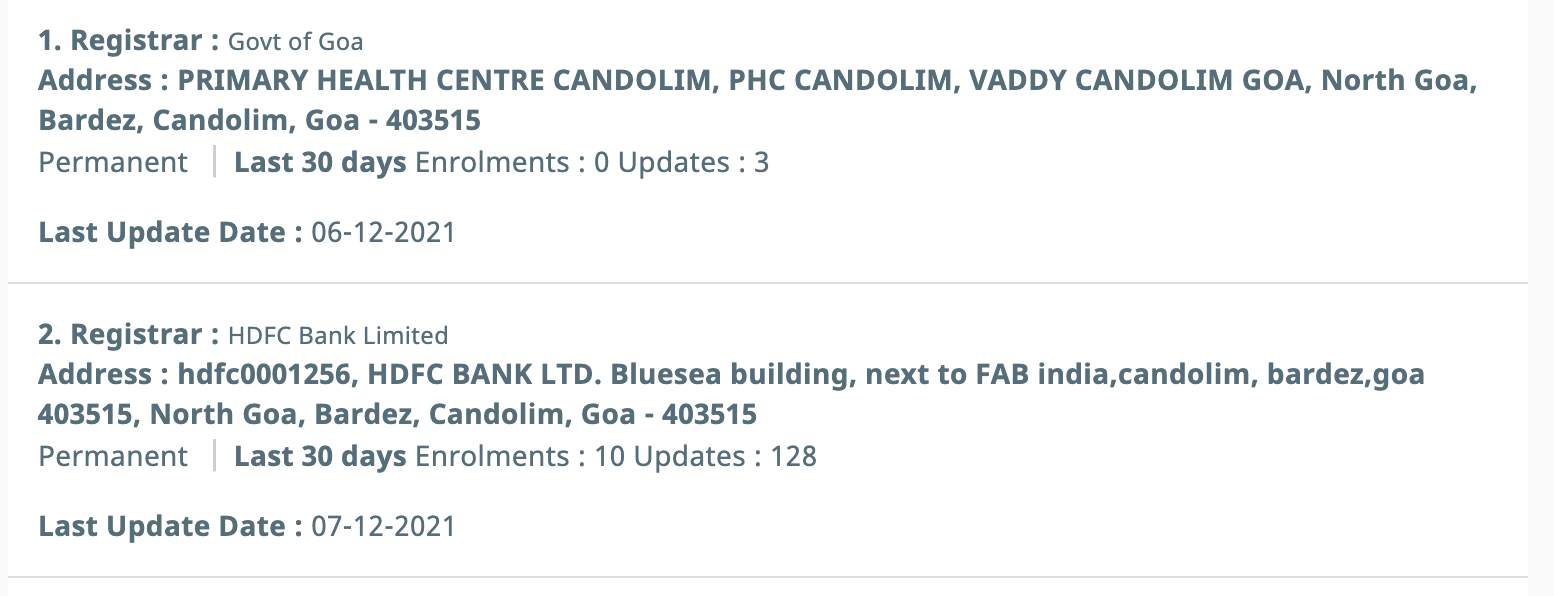 1. Registrar : Govt of Goa
Address : PRIMARY HEALTH CENTRE CANDOLIM, PHC CANDOLIM, VADDY CANDOLIM GOA, North Goa,
Bardez, Candolim, Goa - 403515
Permanent | Last 30 days Enrolments : 0 Updates : 3
Last Update Date : 06-12-2021
2. Registrar : HDFC Bank Limited
Address : hdfc0001256, HDFC BANK LTD. Bluesea building, next to FAB india,candolim, bardez,goa
403515, North Goa, Bardez, Candolim, Goa - 403515
Permanent | Last 30 days Enrolments : 10 Updates : 128
Last Update Date : 07-12-2021